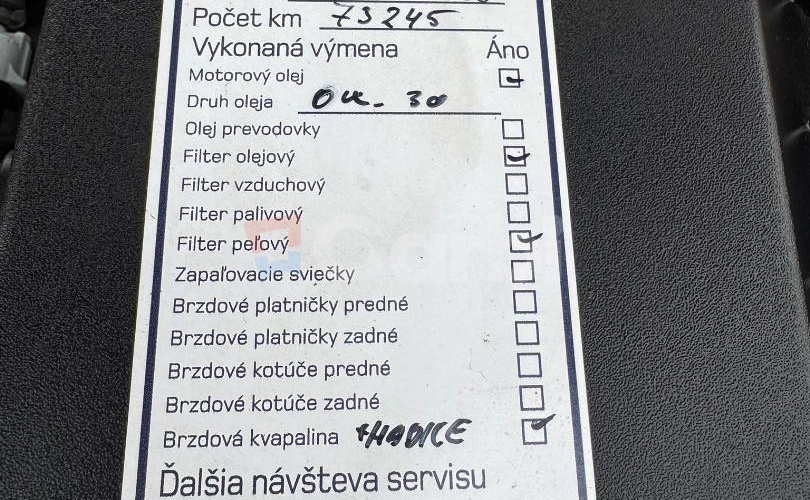 Počet km 73245
Vykonaná výmena Áno
Motorový olej
Druh oleja OW-30
Olej prevodovky
Filter olejový
Filter vzduchový
Filter palivový
Filter peľový
Zapaľovacie sviečky
Brzdové platničky predné
Brzdové platničky zadné
Brzdové kotúče predné
Brzdové kotúče zadné
Brzdová kvapalina +HADICE
Ďalšia návšteva servisu